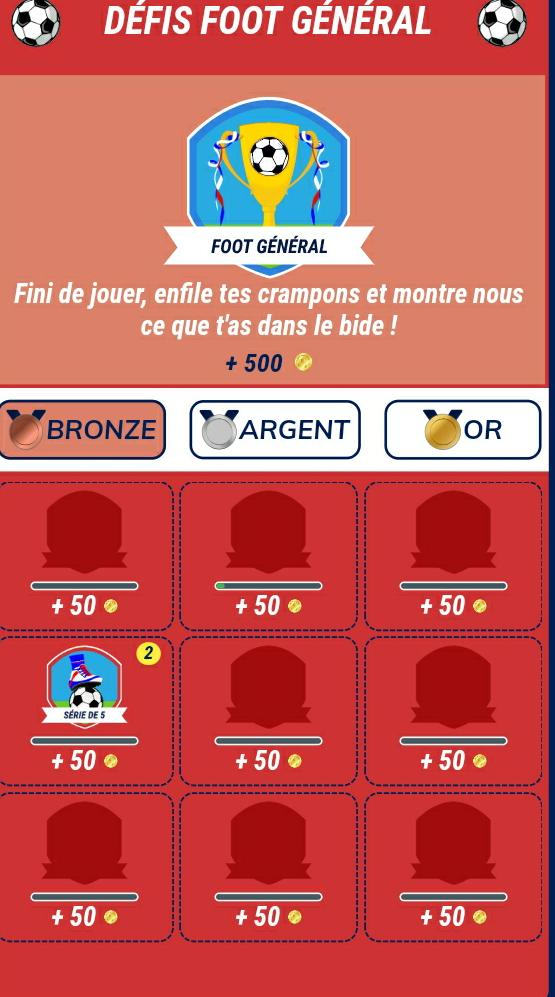 DÉFIS FOOT GÉNÉRAL
FOOT GÉNÉRAL
Fini de jouer, enfile tes crampons et montre nous
ce que t'as dans le bide !
+ 500
BRONZE ARGENT OR
+ 50 + 50 + 50
2
SÉRIE DE 5
+ 50 + 50 + 50
+ 50 + 50 + 50